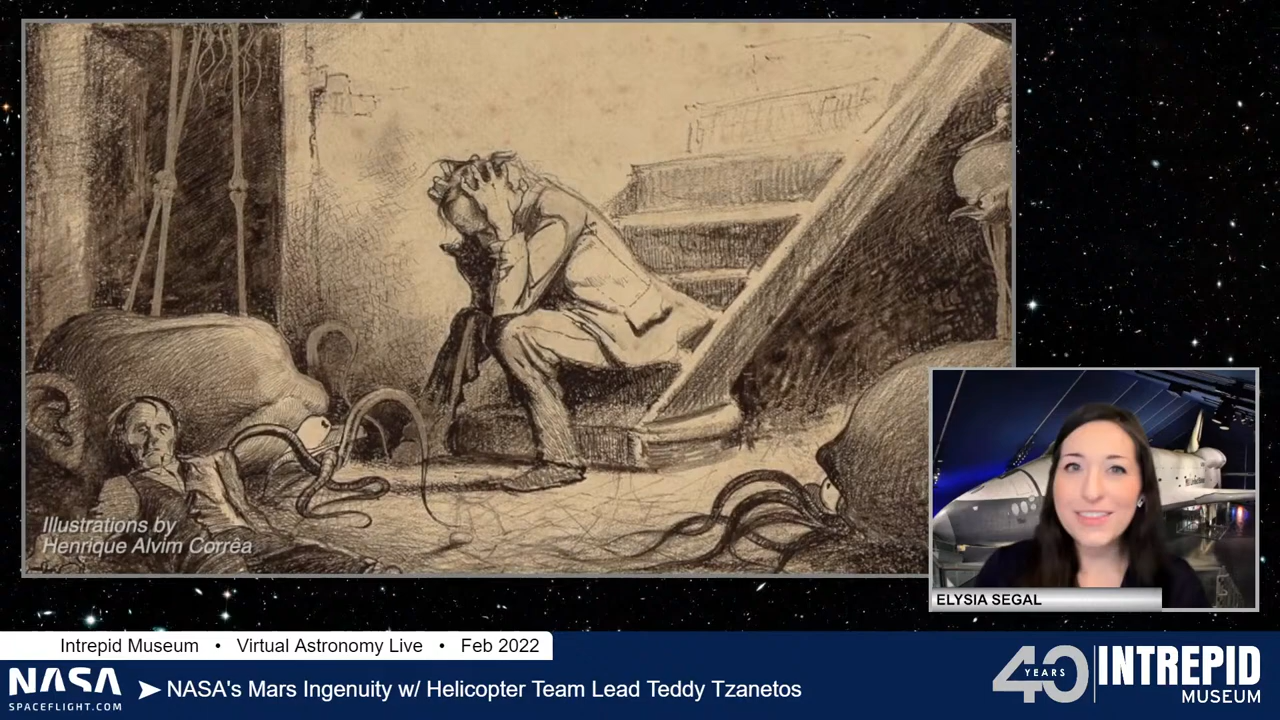 Illustrations by
Henrique Alvim Corrêa
ELYSIA SEGAL
Intrepid Museum • Virtual Astronomy Live • Feb 2022
NASA
SPACEFLIGHT.COM
NASA's Mars Ingenuity w/ Helicopter Team Lead Teddy Tzanetos
40
YEARS
INTREPID
MUSEUM